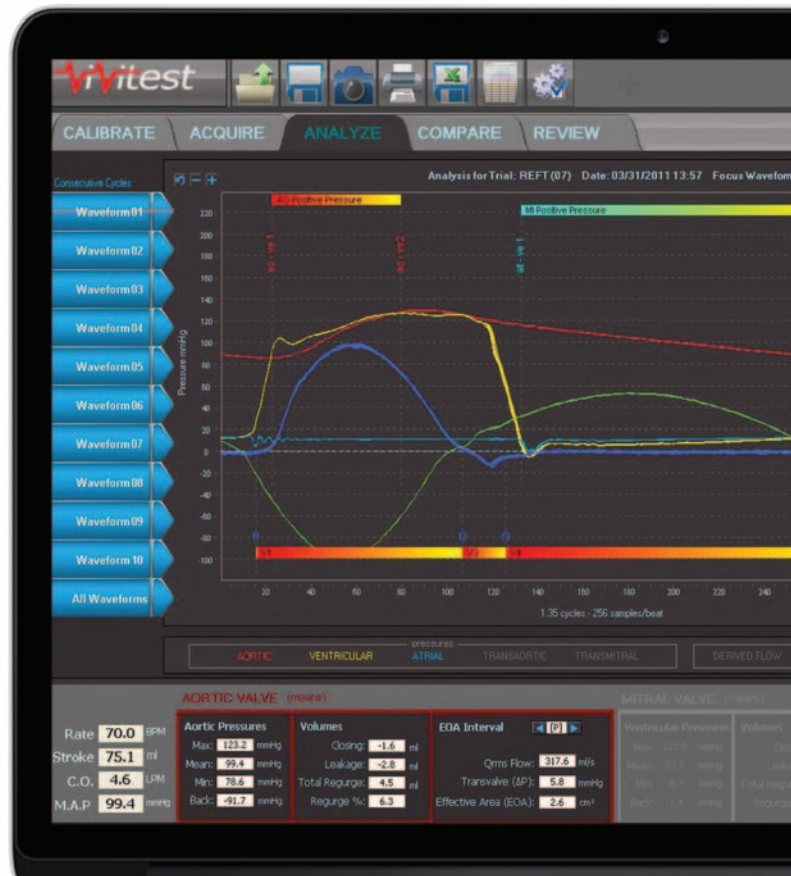 ViVitest
CALIBRATE ACQUIRE ANALYZE COMPARE REVIEW
Consecutive Cycles
Analysis for Trial: REFT (07) Date: 03/31/2011 13:57 Focus Waveform
Waveform 01
Waveform 02
Waveform 03
Waveform 04
Waveform 05
Waveform 06
Waveform 07
Waveform 08
Waveform 09
Waveform 10
All Waveforms
AO Positive Pressure
MI Positive Pressure
Pressure mmHg
220
200
180
160
140
120
100
80
60
40
20
0
-20
-40
-60
-80
-100
20 40 60 80 100 120 140 160 180 200 220 240
1.35 cycles - 256 samples/beat
pressures
AORTIC VENTRICULAR ATRIAL TRANSAORTIC TRANSMITRAL DERIVED FLOW
Rate 70.0 BPM
Stroke 75.1 ml
C.O. 4.6 LPM
M.A.P 99.4 mmHg
AORTIC VALVE (means)
Aortic Pressures
Max: 123.2 mmHg
Mean: 99.4 mmHg
Min: 78.6 mmHg
Back: -91.7 mmHg
Volumes
Closing: -1.6 ml
Leakage: -2.8 ml
Total Regurge: 4.5 ml
Regurge %: 6.3
EOA Interval [P]
Qrms Flow: 317.6 ml/s
Transvalve (ΔP): 5.8 mmHg
Effective Area (EOA): 2.6 cm²
MITRAL VALVE (means)
Ventricular Pressures
Max:
Mean:
Min:
Back:
Volumes